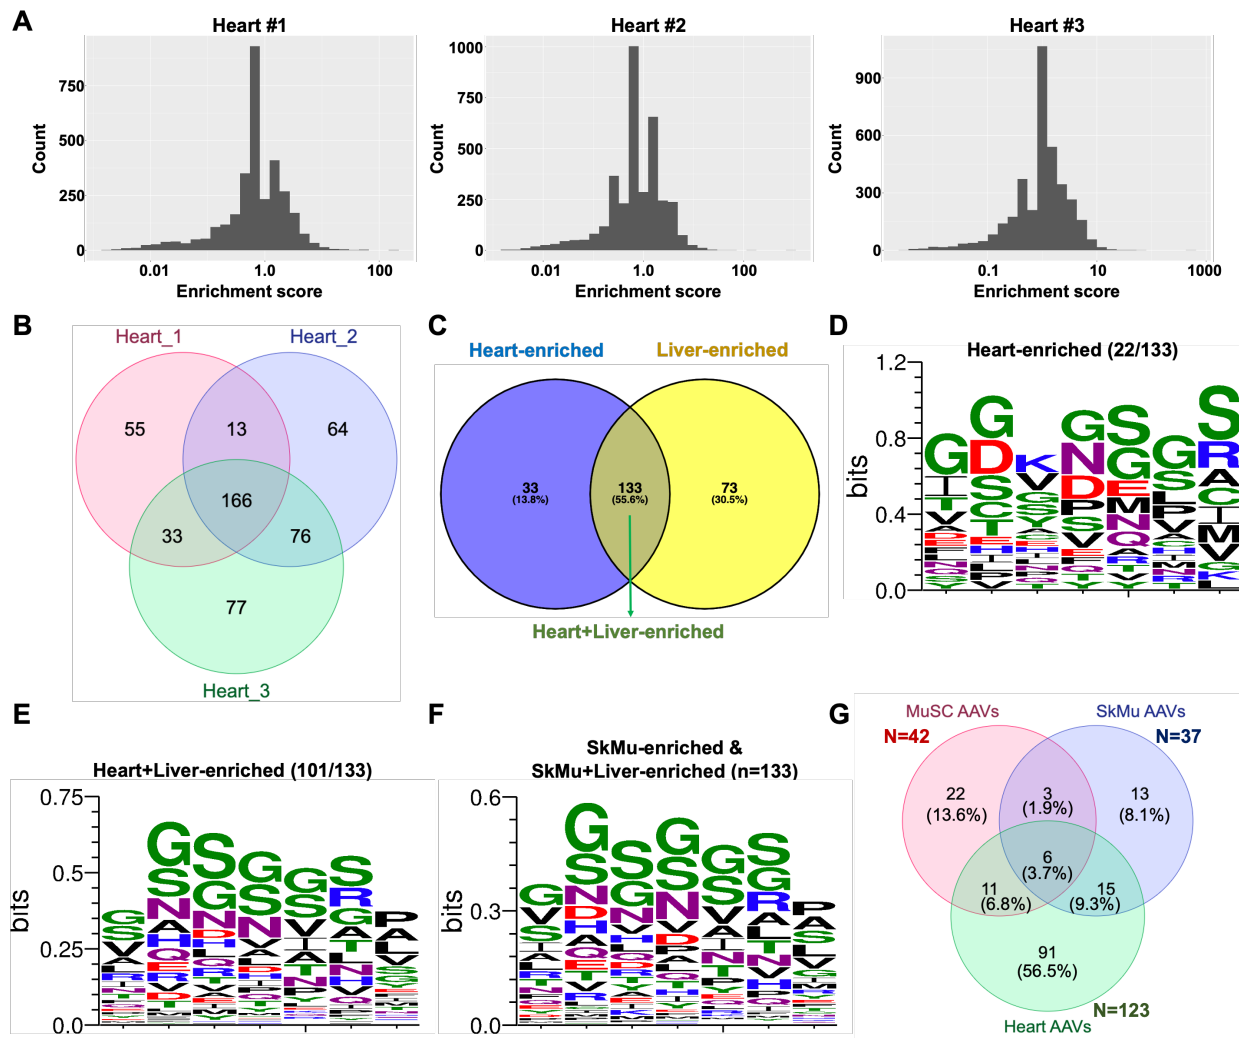 A
Heart #1
Heart #2
Heart #3
Count
750
500
250
0
0.01
1.0
100
Enrichment score
Count
1000
750
500
250
0
0.01
1.0
100
Enrichment score
Count
900
600
300
0
0.1
10
1000
Enrichment score
B
Heart_1
Heart_2
55
13
64
166
33
76
77
Heart_3
C
Heart-enriched
Liver-enriched
33
(13.8%)
133
(55.6%)
73
(30.5%)
Heart+Liver-enriched
D
Heart-enriched (22/133)
bits
1.2
0.8
0.4
0.0
E
Heart+Liver-enriched (101/133)
bits
0.75
0.5
0.25
0.0
F
SkMu-enriched &
SkMu+Liver-enriched (n=133)
bits
0.6
0.3
0.0
G
MuSC AAVs
SkMu AAVs
N=42
N=37
22
(13.6%)
3
(1.9%)
13
(8.1%)
6
(3.7%)
11
(6.8%)
15
(9.3%)
91
(56.5%)
N=123
Heart AAVs